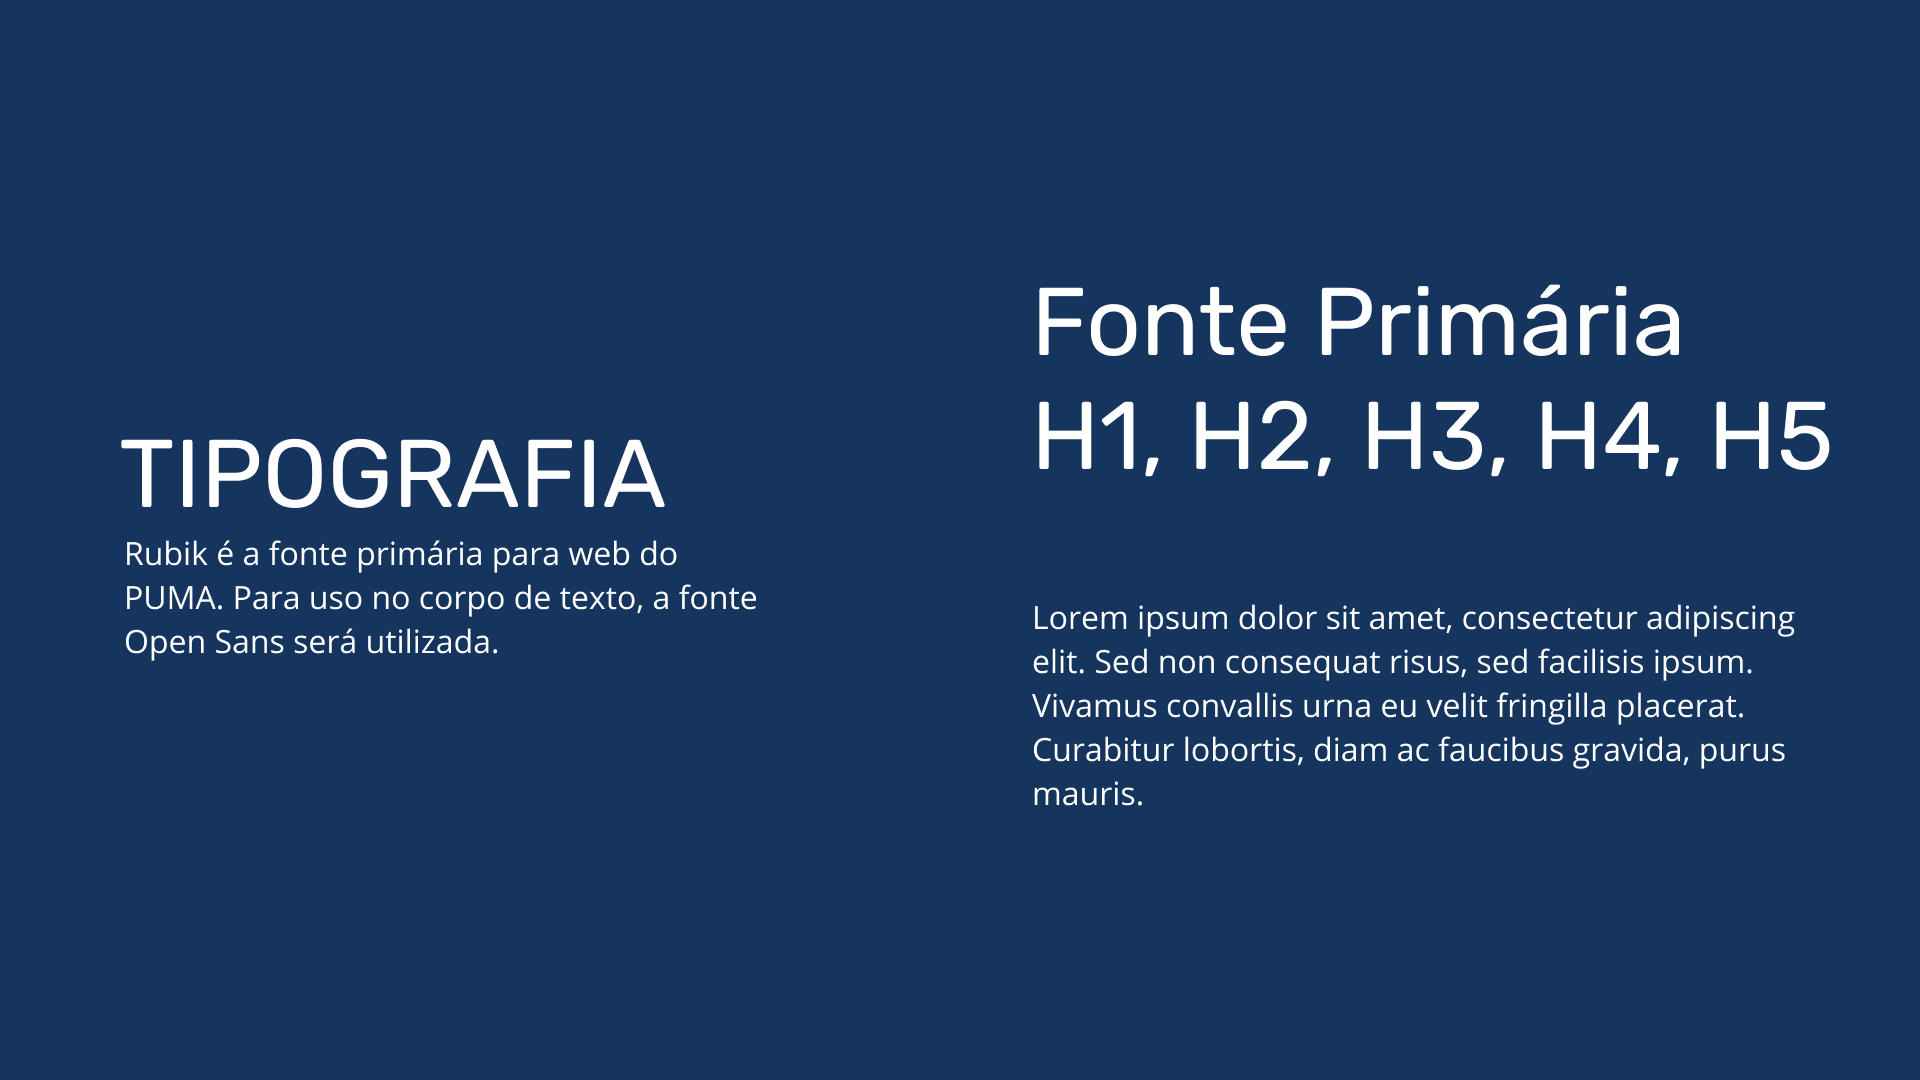 TIPOGRAFIA
Rubik é a fonte primária para web do
PUMA. Para uso no corpo de texto, a fonte
Open Sans será utilizada.
Fonte Primária
H1, H2, H3, H4, H5
Lorem ipsum dolor sit amet, consectetur adipiscing
elit. Sed non consequat risus, sed facilisis ipsum.
Vivamus convallis urna eu velit fringilla placerat.
Curabitur lobortis, diam ac faucibus gravida, purus
mauris.